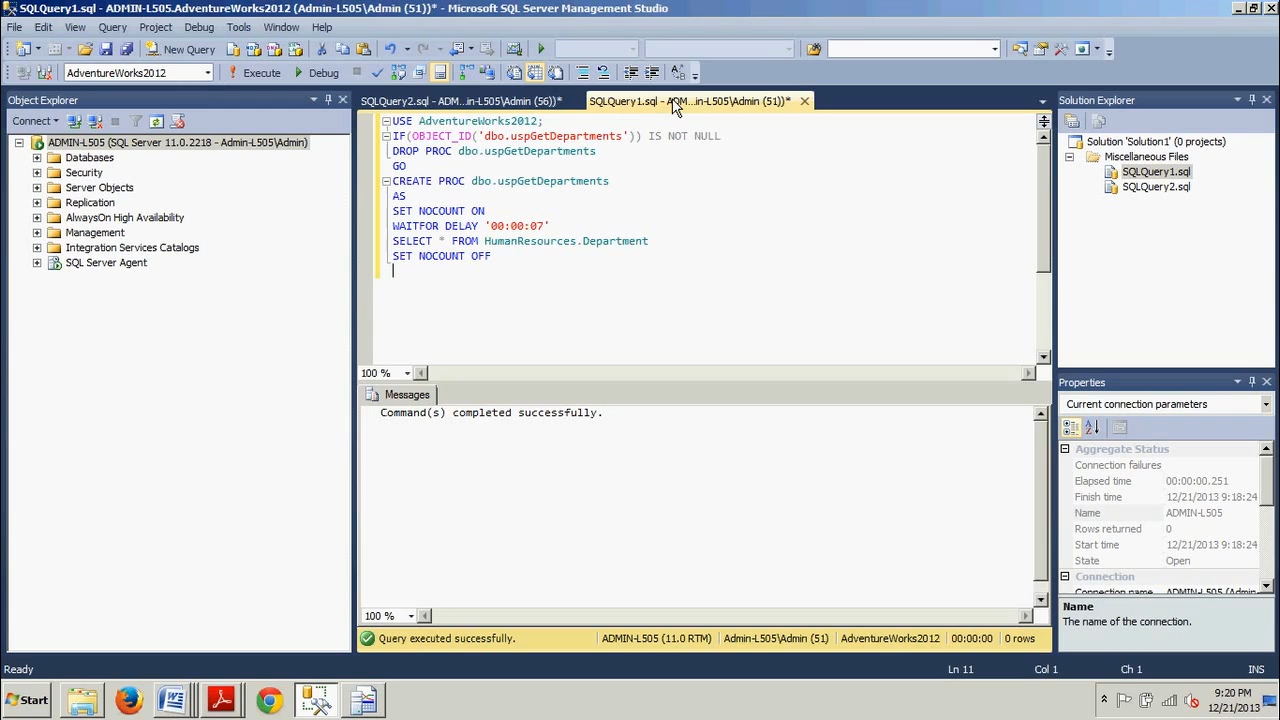 SQLQuery1.sql - ADMIN-L505.AdventureWorks2012 (Admin-L505\Admin (51))* - Microsoft SQL Server Management Studio
File Edit View Query Project Debug Tools Window Help
New Query
AdventureWorks2012 Execute Debug
Object Explorer
Connect
ADMIN-L505 (SQL Server 11.0.2218 - Admin-L505\Admin)
Databases
Security
Server Objects
Replication
AlwaysOn High Availability
Management
Integration Services Catalogs
SQL Server Agent
SQLQuery2.sql - ADM...in-L505\Admin (56))* SQLQuery1.sql - ADM...in-L505\Admin (51))*
USE AdventureWorks2012;
IF(OBJECT_ID('dbo.uspGetDepartments')) IS NOT NULL
DROP PROC dbo.uspGetDepartments
GO
CREATE PROC dbo.uspGetDepartments
AS
SET NOCOUNT ON
WAITFOR DELAY '00:00:07'
SELECT * FROM HumanResources.Department
SET NOCOUNT OFF
100 %
Messages
Command(s) completed successfully.
100 %
Query executed successfully. ADMIN-L505 (11.0 RTM) Admin-L505\Admin (51) AdventureWorks2012 00:00:00 0 rows
Solution Explorer
Solution 'Solution1' (0 projects)
Miscellaneous Files
SQLQuery1.sql
SQLQuery2.sql
Properties
Current connection parameters
Aggregate Status
Connection failures
Elapsed time 00:00:00.251
Finish time 12/21/2013 9:18:24
Name ADMIN-L505
Rows returned 0
Start time 12/21/2013 9:18:24
State Open
Connection
Connection name ADMIN-L505 (Admin
Name
The name of the connection.
Ready Ln 11 Col 1 Ch 1 INS
Start 9:20 PM
12/21/2013